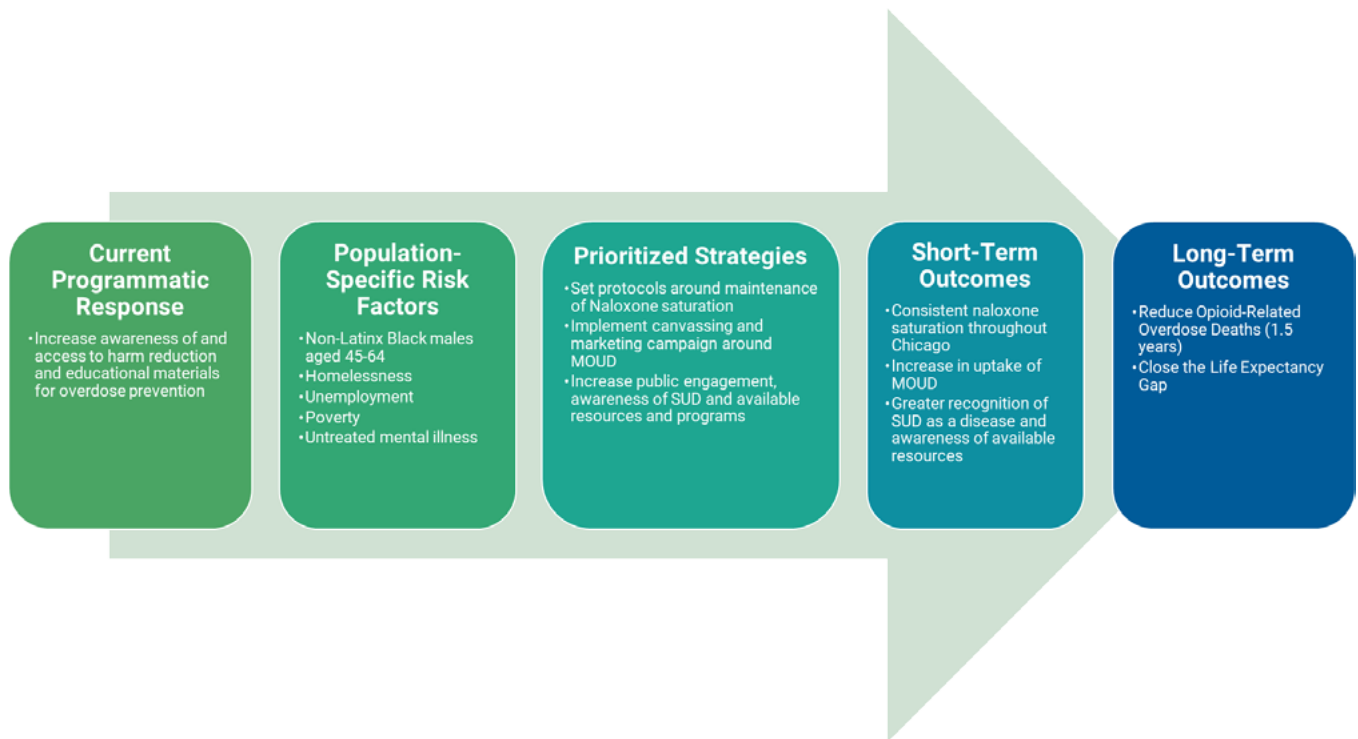 Current
Programmatic
Response
•Increase awareness of and
access to harm reduction
and educational materials
for overdose prevention
Population-
Specific Risk
Factors
•Non-Latinx Black males
aged 45-64
•Homelessness
•Unemployment
•Poverty
•Untreated mental illness
Prioritized Strategies
•Set protocols around maintenance
of Naloxone saturation
•Implement canvassing and
marketing campaign around
MOUD
•Increase public engagement,
awareness of SUD and available
resources and programs
Short-Term
Outcomes
•Consistent naloxone
saturation throughout
Chicago
•Increase in uptake of
MOUD
•Greater recognition of
SUD as a disease and
awareness of available
resources
Long-Term
Outcomes
•Reduce Opioid-Related
Overdose Deaths (1.5
years)
•Close the Life Expectancy
Gap